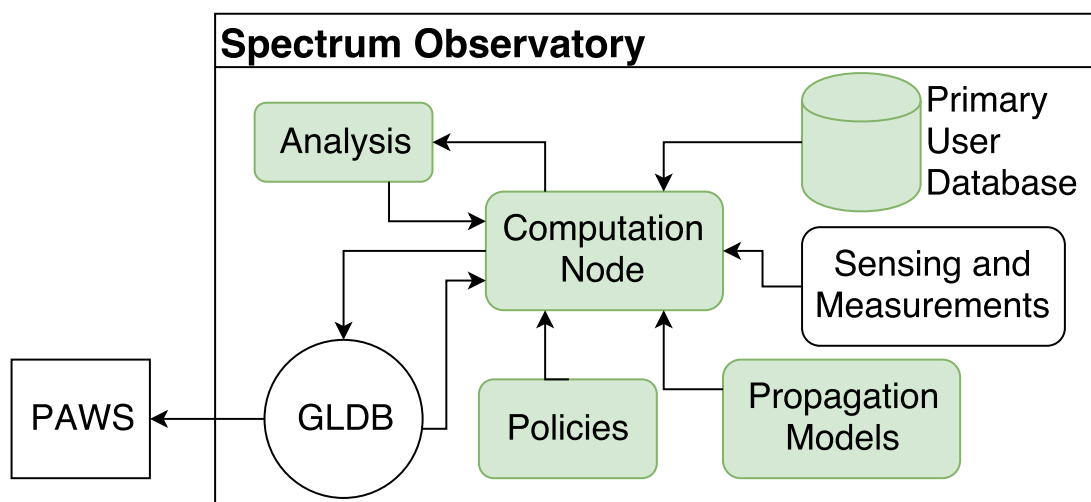 Spectrum Observatory
Analysis
Primary
User
Database
Computation
Node
Sensing and
Measurements
PAWS
GLDB
Policies
Propagation
Models